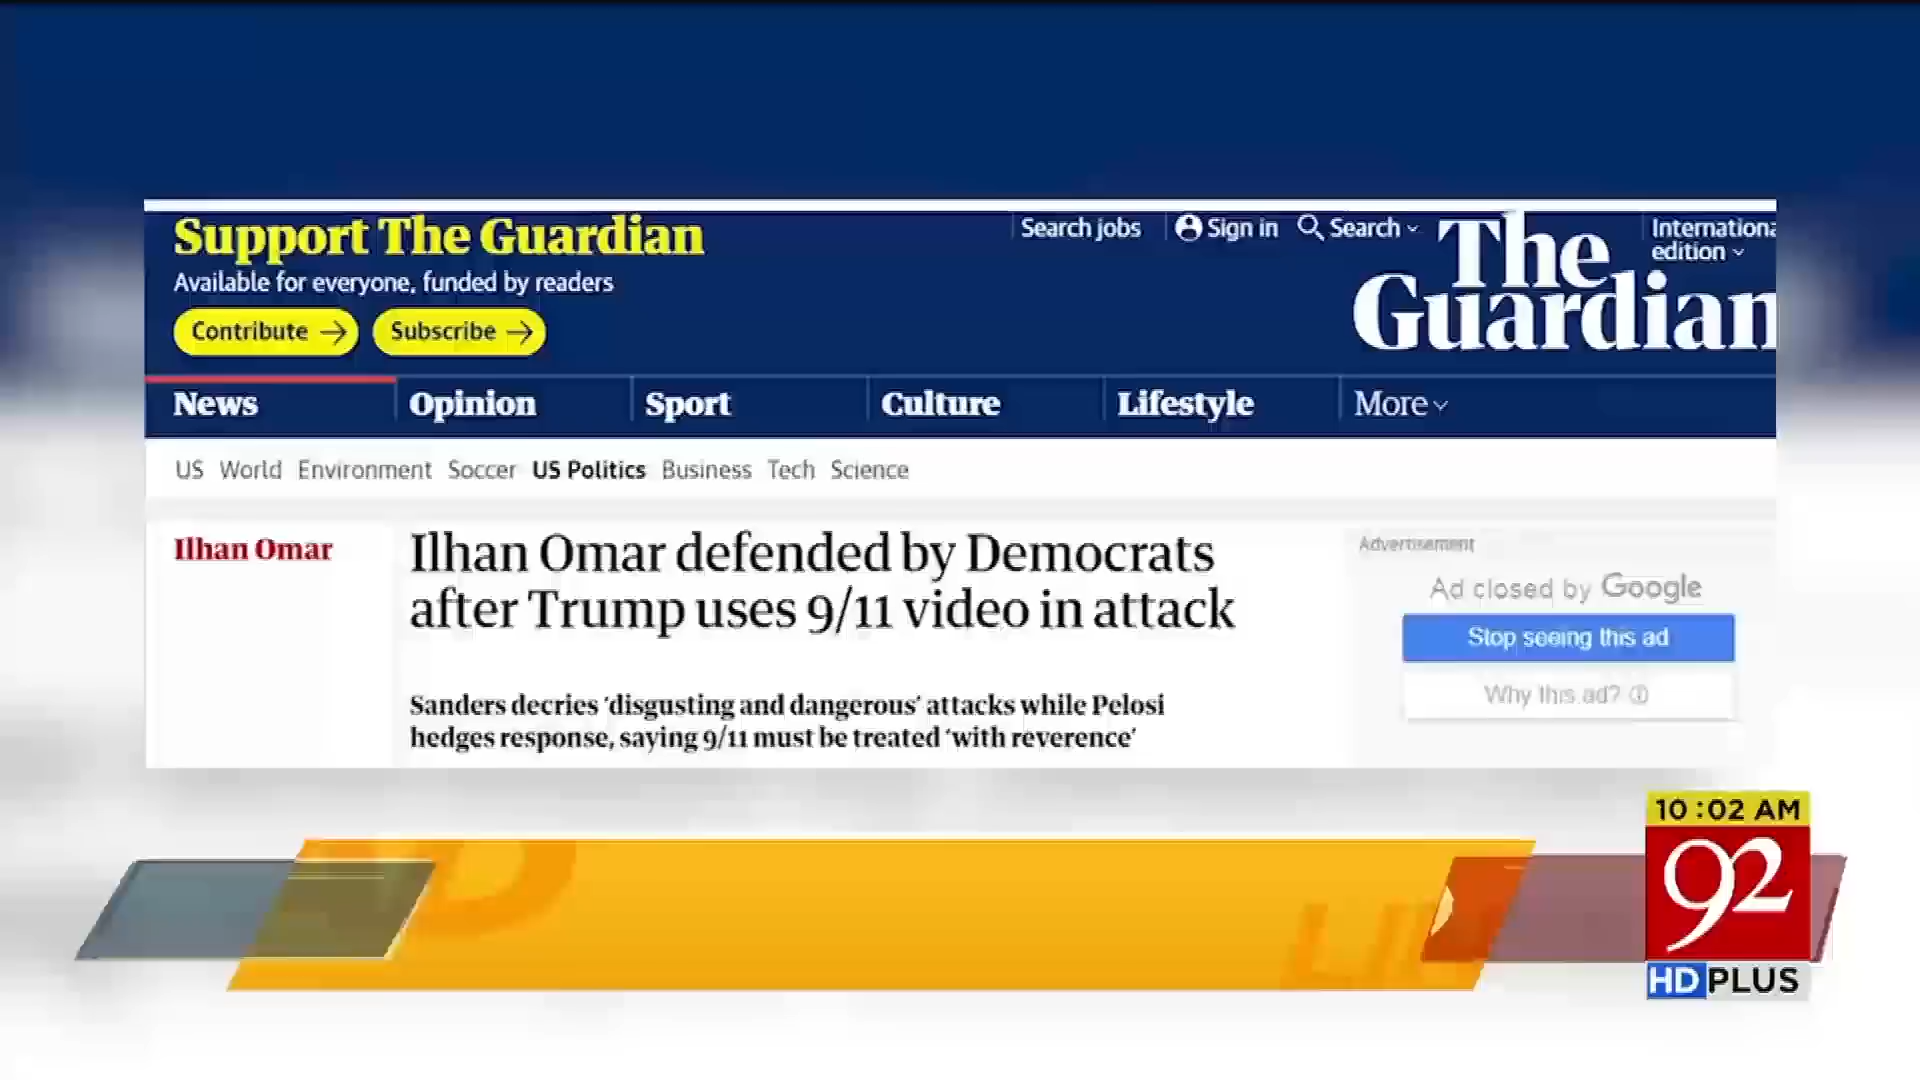 Support The Guardian
Available for everyone, funded by readers
Contribute
Subscribe
Search jobs
Sign in
Search
International
edition
The
Guardian
News
Opinion
Sport
Culture
Lifestyle
More
US World Environment Soccer US Politics Business Tech Science
Ilhan Omar
Ilhan Omar defended by Democrats
after Trump uses 9/11 video in attack
Sanders decries ‘disgusting and dangerous’ attacks while Pelosi
hedges response, saying 9/11 must be treated ‘with reverence’
Advertisement
Ad closed by Google
Stop seeing this ad
Why this ad?
10:02 AM
92
HD PLUS